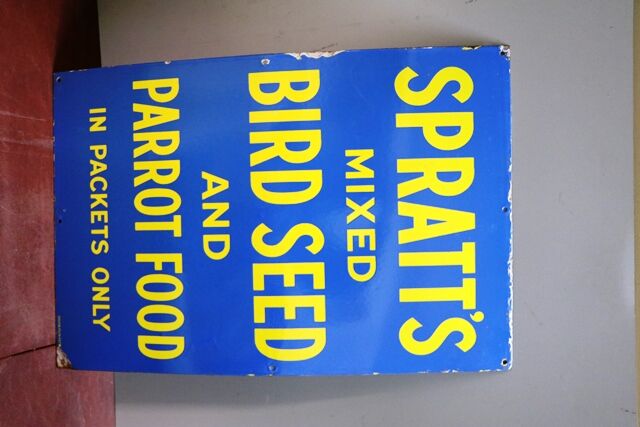 SPRATT'S
MIXED
BIRD SEED
AND
PARROT FOOD
IN PACKETS ONLY